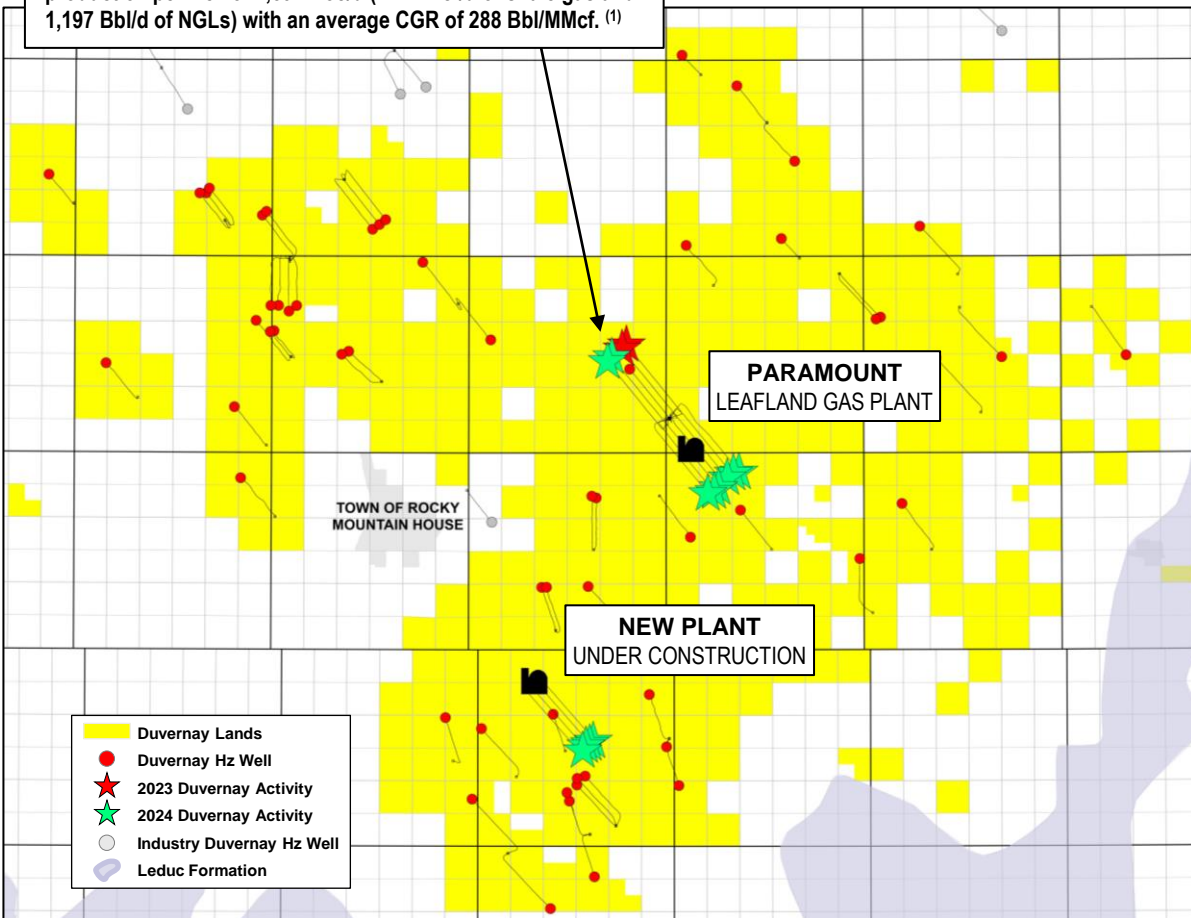 1,197 Bbl/d of NGLs) with an average CGR of 288 Bbl/MMcf. (1)
PARAMOUNT
LEAFLAND GAS PLANT
TOWN OF ROCKY
MOUNTAIN HOUSE
NEW PLANT
UNDER CONSTRUCTION
Duvernay Lands
Duvernay Hz Well
2023 Duvernay Activity
2024 Duvernay Activity
Industry Duvernay Hz Well
Leduc Formation